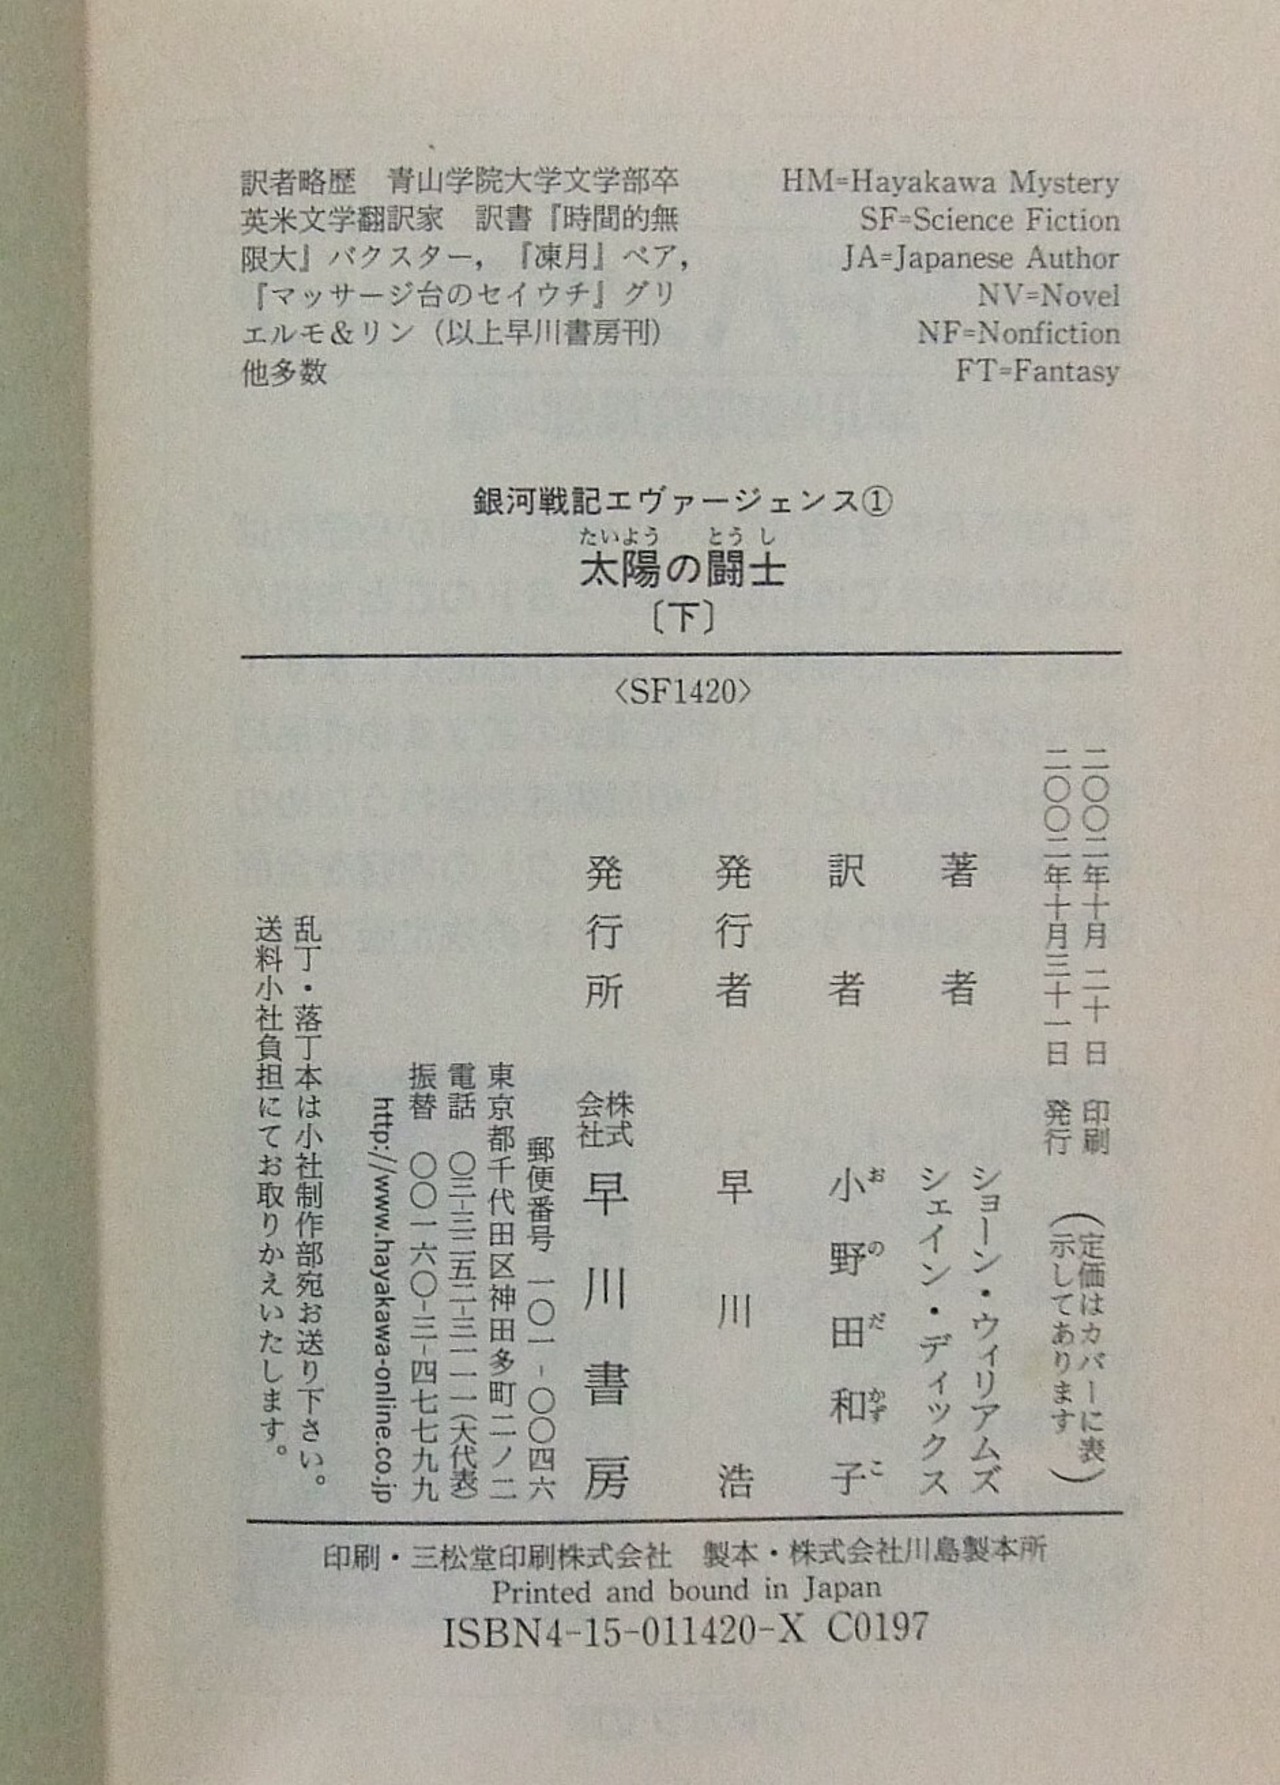 訳者略歴　青山学院大学文学部卒
英米文学翻訳家　訳書『時間的無
限大』バクスター，『凍月』ベア，
『マッサージ台のセイウチ』グリ
エルモ＆リン（以上早川書房刊）
他多数
HM=Hayakawa Mystery
SF=Science Fiction
JA=Japanese Author
NV=Novel
NF=Nonfiction
FT=Fantasy
銀河戦記エヴァージェンス①
たいよう　とうし
太陽の闘士
〔下〕
〈SF1420〉
二〇〇二年十月二十日　印刷
二〇〇二年十月三十一日　発行
（定価はカバーに表
示してあります）
著者　ショーン・ウィリアムズ
シェイン・ディックス
訳者　小野田和子
おのだかずこ
発行者　早川浩
発行所　株式会社　早川書房
郵便番号　一〇一-〇〇四六
東京都千代田区神田多町二ノ二
電話　〇三-三二五二-三一一一（大代表）
振替　〇〇一六〇-三-四七七九九
http://www.hayakawa-online.co.jp
乱丁・落丁本は小社制作部宛お送り下さい。
送料小社負担にてお取りかえいたします。
印刷・三松堂印刷株式会社　製本・株式会社川島製本所
Printed and bound in Japan
ISBN4-15-011420-X C0197